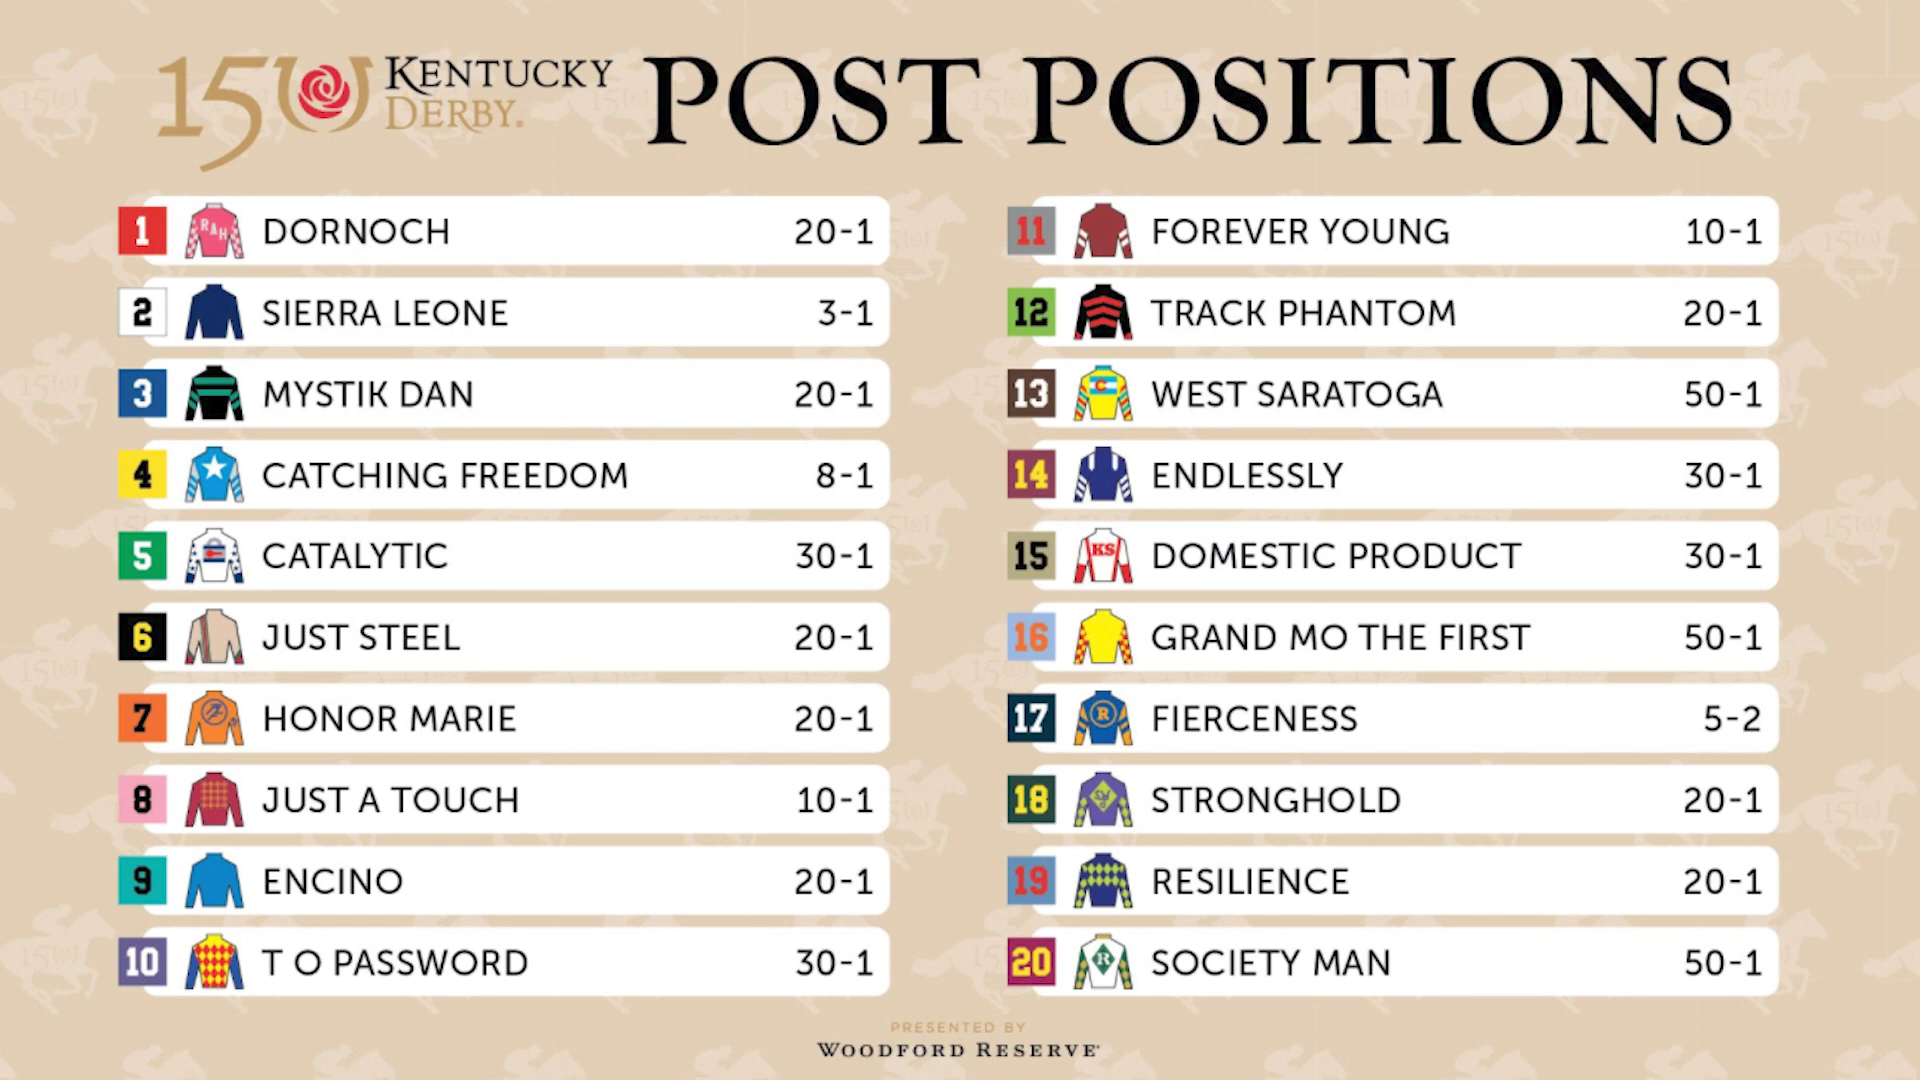 150 KENTUCKY DERBY. POST POSITIONS
1 DORNOCH 20-1
2 SIERRA LEONE 3-1
3 MYSTIK DAN 20-1
4 CATCHING FREEDOM 8-1
5 CATALYTIC 30-1
6 JUST STEEL 20-1
7 HONOR MARIE 20-1
8 JUST A TOUCH 10-1
9 ENCINO 20-1
10 T O PASSWORD 30-1
11 FOREVER YOUNG 10-1
12 TRACK PHANTOM 20-1
13 WEST SARATOGA 50-1
14 ENDLESSLY 30-1
15 KS DOMESTIC PRODUCT 30-1
16 GRAND MO THE FIRST 50-1
17 R FIERCENESS 5-2
18 STRONGHOLD 20-1
19 RESILIENCE 20-1
20 R SOCIETY MAN 50-1
PRESENTED BY
WOODFORD RESERVE